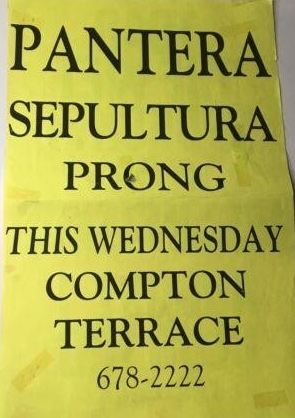 PANTERA
SEPULTURA
PRONG
THIS WEDNESDAY
COMPTON
TERRACE
678-2222